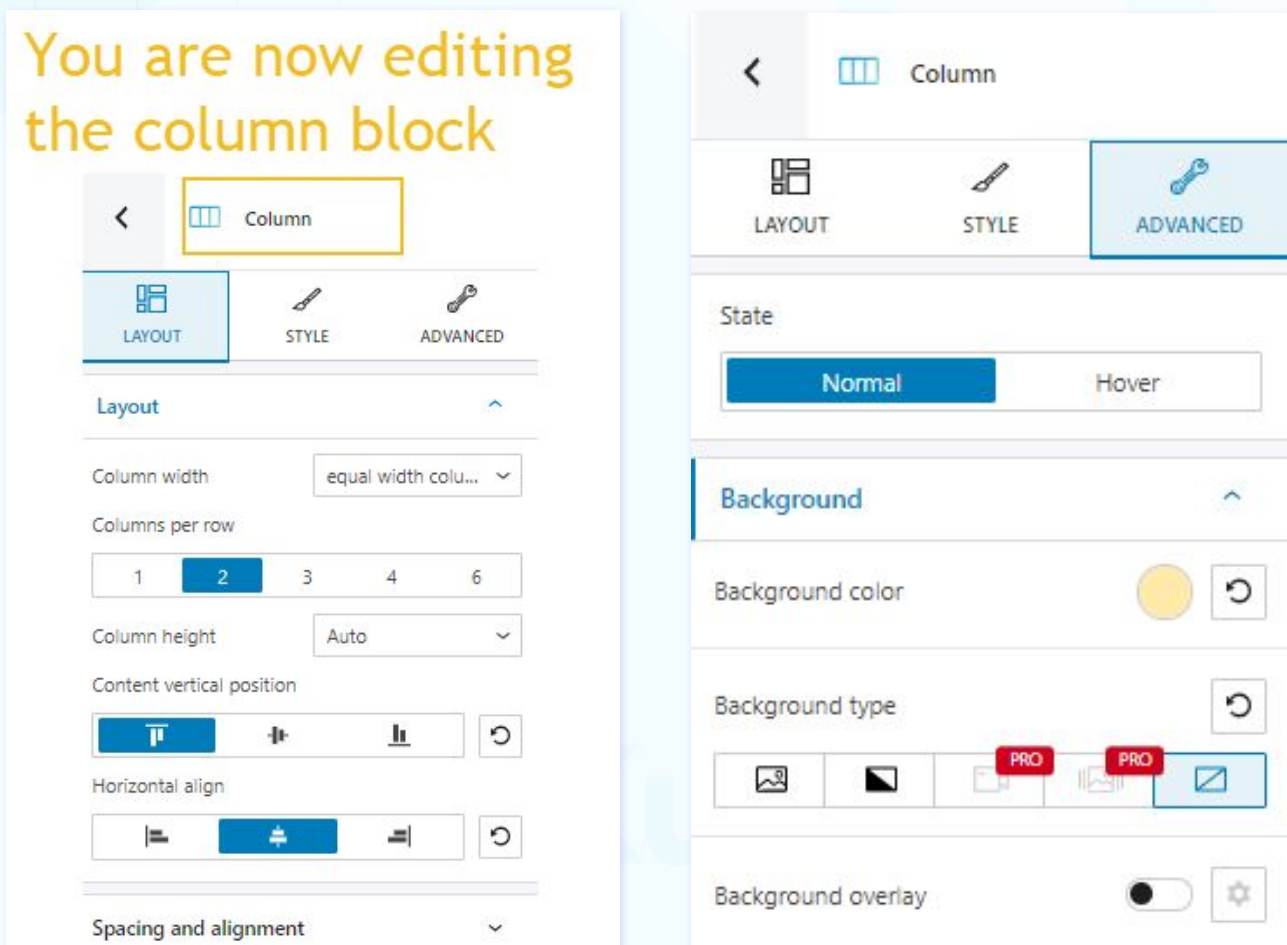 You are now editing
the column block
Column
LAYOUT STYLE ADVANCED
Layout
Column width equal width colu...
Columns per row
1 2 3 4 6
Column height Auto
Content vertical position
Horizontal align
Spacing and alignment
Column
LAYOUT STYLE ADVANCED
State
Normal Hover
Background
Background color
Background type
PRO PRO
Background overlay